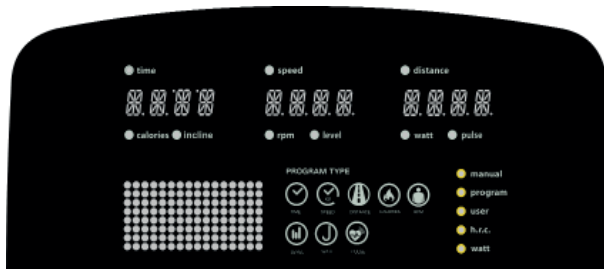 time speed distance
calories incline rpm level watt pulse
PROGRAM TYPE
manual
program
user
h.r.c.
watt